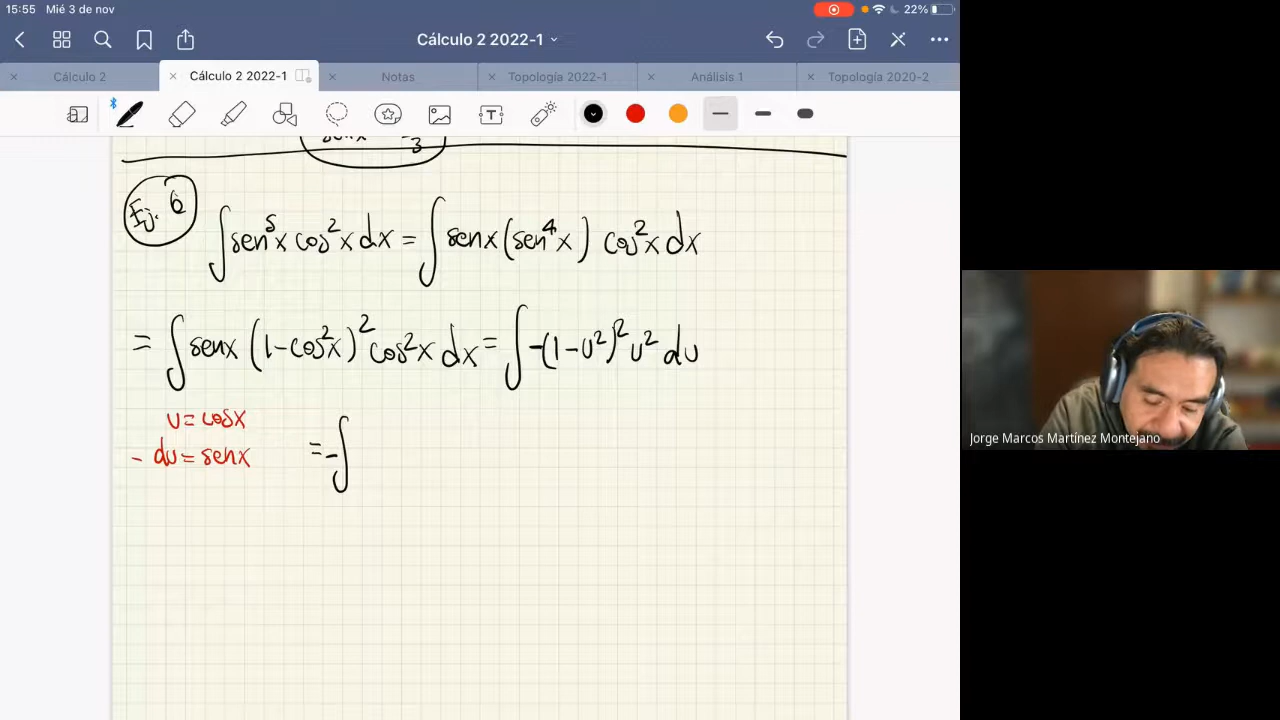 15:55 Mié 3 de nov
22%
Cálculo 2 2022-1
Cálculo 2
Cálculo 2 2022-1
Notas
Topología 2022-1
Análisis 1
Topología 2020-2
T
senx
3
Ej. 6
∫sen⁵x cos²x dx = ∫senx(sen⁴x) cos²x dx
= ∫senx (1-cos²x)² cos²x dx = ∫-(1-u²)² u² du
u = cosx
- du = senx
= -∫
Jorge Marcos Martínez Montejano